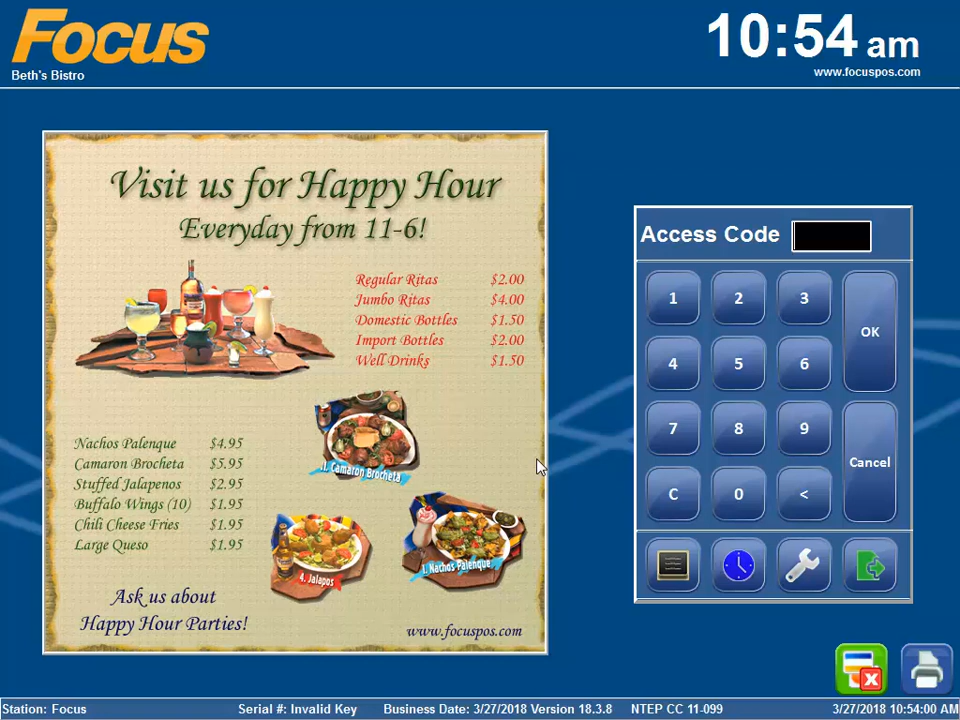 Focus
Beth's Bistro
10:54 am
www.focuspos.com
Visit us for Happy Hour
Everyday from 11-6!
Regular Ritas $2.00
Jumbo Ritas $4.00
Domestic Bottles $1.50
Import Bottles $2.00
Well Drinks $1.50
Nachos Palenque $4.95
Camaron Brocheta $5.95
Stuffed Jalapenos $2.95
Buffalo Wings (10) $1.95
Chili Cheese Fries $1.95
Large Queso $1.95
1. Camaron Brocheta
4. Jalapos
1. Nachos Palenque
Ask us about
Happy Hour Parties!
www.focuspos.com
Access Code
1 2 3
OK
4 5 6
7 8 9
Cancel
C 0 <
Station: Focus Serial #: Invalid Key Business Date: 3/27/2018 Version 18.3.8 NTEP CC 11-099 3/27/2018 10:54:00 AM